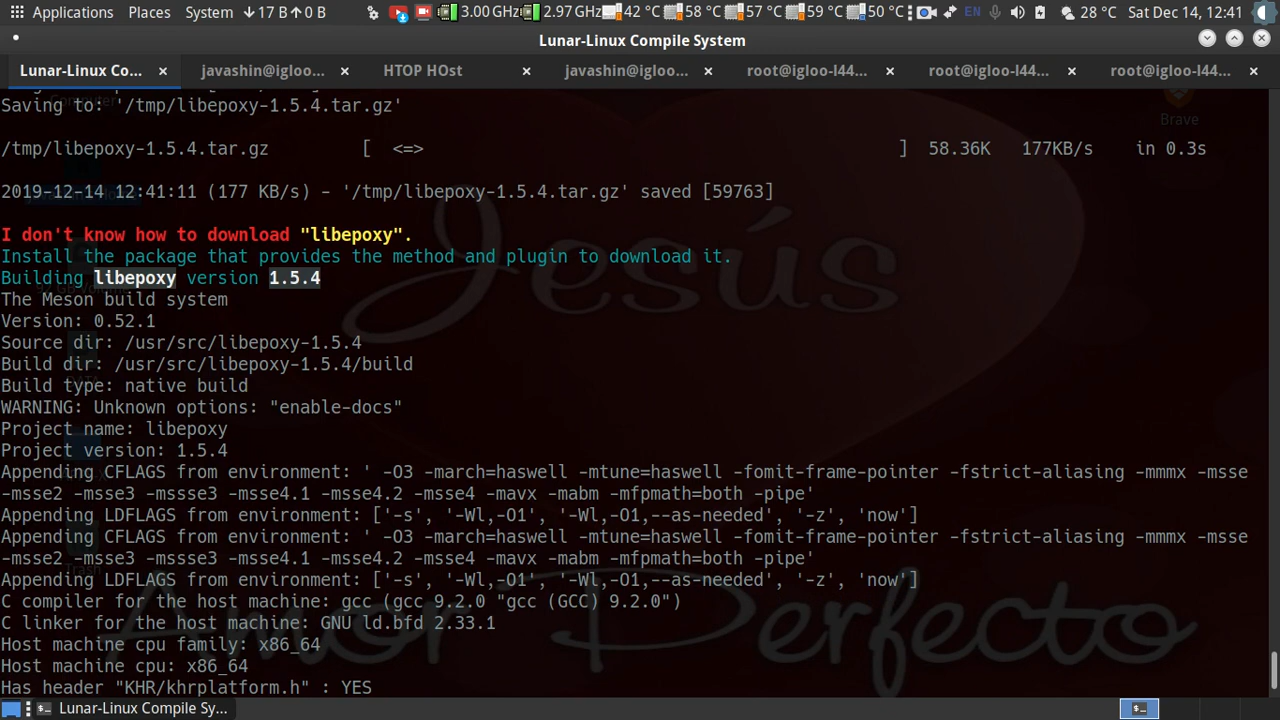 Applications Places System 17 B 0 B 3.00 GHz 2.97 GHz 42 °C 58 °C 57 °C 59 °C 50 °C EN 28 °C Sat Dec 14, 12:41
Lunar-Linux Compile System
Lunar-Linux Co... javashin@igloo... HTOP HOst javashin@igloo... root@igloo-l44... root@igloo-l44... root@igloo-l44...
Computer
Saving to: '/tmp/libepoxy-1.5.4.tar.gz'
Brave
/tmp/libepoxy-1.5.4.tar.gz [ <=> ] 58.36K 177KB/s in 0.3s
2019-12-14 12:41:11 (177 KB/s) - '/tmp/libepoxy-1.5.4.tar.gz' saved [59763]
Jesús
I don't know how to download "libepoxy".
Install the package that provides the method and plugin to download it.
Building libepoxy version 1.5.4
The Meson build system
Version: 0.52.1
Source dir: /usr/src/libepoxy-1.5.4
Build dir: /usr/src/libepoxy-1.5.4/build
Build type: native build
WARNING: Unknown options: "enable-docs"
Project name: libepoxy
Project version: 1.5.4
Appending CFLAGS from environment: ' -O3 -march=haswell -mtune=haswell -fomit-frame-pointer -fstrict-aliasing -mmmx -msse
-msse2 -msse3 -mssse3 -msse4.1 -msse4.2 -msse4 -mavx -mabm -mfpmath=both -pipe'
Appending LDFLAGS from environment: ['-s', '-Wl,-O1', '-Wl,-O1,--as-needed', '-z', 'now']
Appending CFLAGS from environment: ' -O3 -march=haswell -mtune=haswell -fomit-frame-pointer -fstrict-aliasing -mmmx -msse
-msse2 -msse3 -mssse3 -msse4.1 -msse4.2 -msse4 -mavx -mabm -mfpmath=both -pipe'
Trash
Appending LDFLAGS from environment: ['-s', '-Wl,-O1', '-Wl,-O1,--as-needed', '-z', 'now']
Amor Perfecto
C compiler for the host machine: gcc (gcc 9.2.0 "gcc (GCC) 9.2.0")
C linker for the host machine: GNU ld.bfd 2.33.1
Host machine cpu family: x86_64
Host machine cpu: x86_64
Has header "KHR/khrplatform.h" : YES
Lunar-Linux Compile Sy...